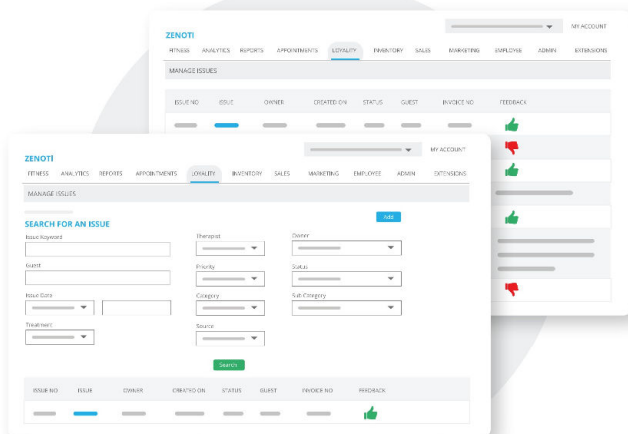 ZENOTI
MY ACCOUNT
FITNESS ANALYTICS REPORTS APPOINTMENTS LOYALITY INVENTORY SALES MARKETING EMPLOYEE ADMIN EXTENSIONS
MANAGE ISSUES
ISSUE NO ISSUE OWNER CREATED ON STATUS GUEST INVOICE NO FEEDBACK
ZENOTI
MY ACCOUNT
FITNESS ANALYTICS REPORTS APPOINTMENTS LOYALITY INVENTORY SALES MARKETING EMPLOYEE ADMIN EXTENSIONS
MANAGE ISSUES
Add
SEARCH FOR AN ISSUE
Issue Keyword Therapist Owner
Guest Priority Status
Issue Date Category Sub Category
Treatment Source
Search
ISSUE NO ISSUE OWNER CREATED ON STATUS GUEST INVOICE NO FEEDBACK